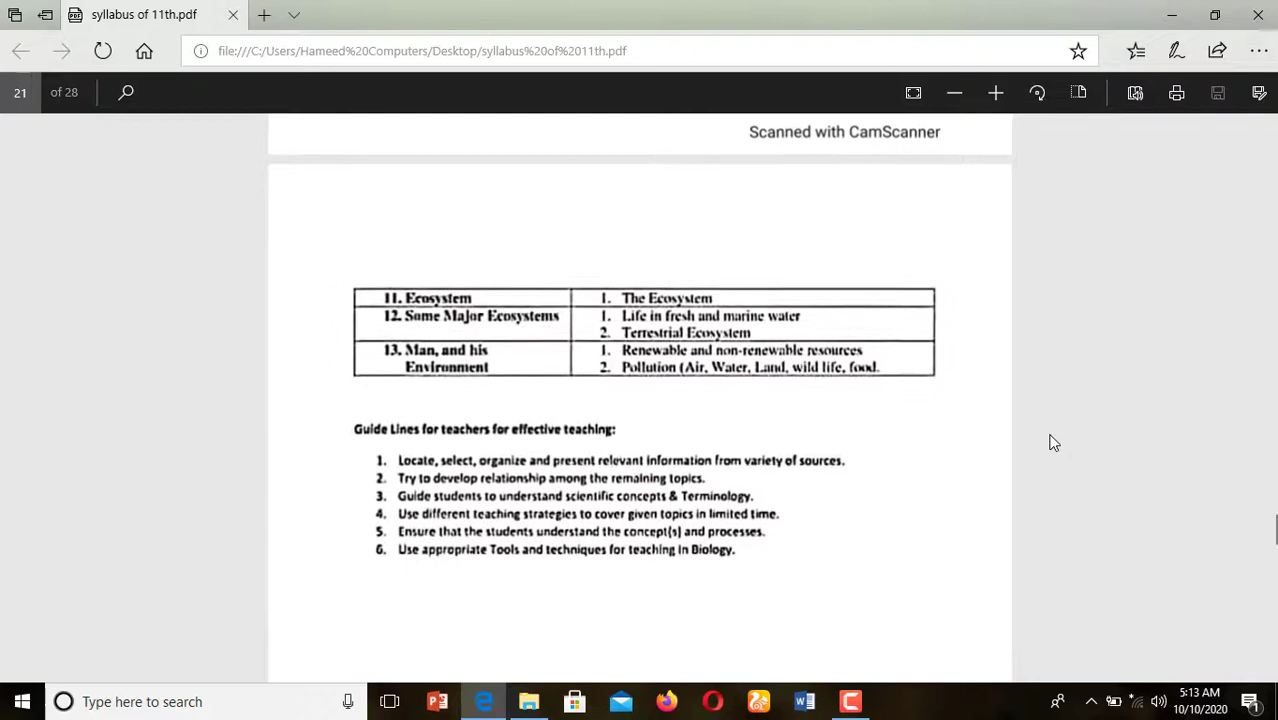 syllabus of 11th.pdf
file:///C:/Users/Hameed%20Computers/Desktop/syllabus%20of%2011th.pdf
21 of 28
Scanned with CamScanner
11. Ecosystem 1. The Ecosystem
12. Some Major Ecosystems 1. Life in fresh and marine water
2. Terrestrial Ecosystem
13. Man, and his 1. Renewable and non-renewable resources
Environment 2. Pollution (Air, Water, Land, wild life, food.
Guide Lines for teachers for effective teaching:
1. Locate, select, organize and present relevant information from variety of sources.
2. Try to develop relationship among the remaining topics.
3. Guide students to understand scientific concepts & Terminology.
4. Use different teaching strategies to cover given topics in limited time.
5. Ensure that the students understand the concept(s) and processes.
6. Use appropriate Tools and techniques for teaching in Biology.
Type here to search
5:13 AM
10/10/2020
1